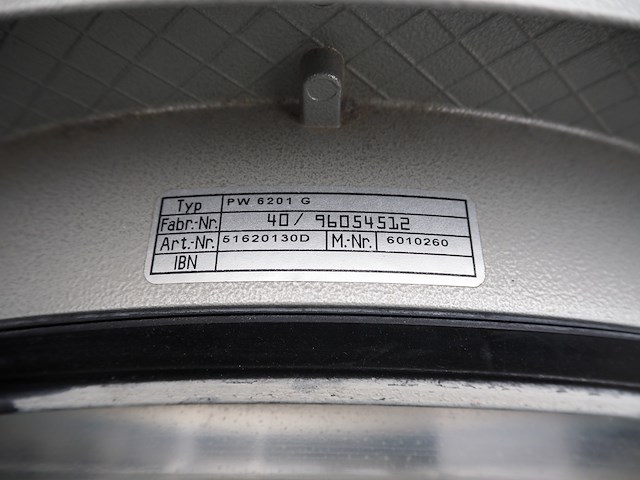 Typ PW 6201 G
Fabr.-Nr. 40 / 96054512
Art.-Nr. 51620130D M.-Nr. 6010260
IBN